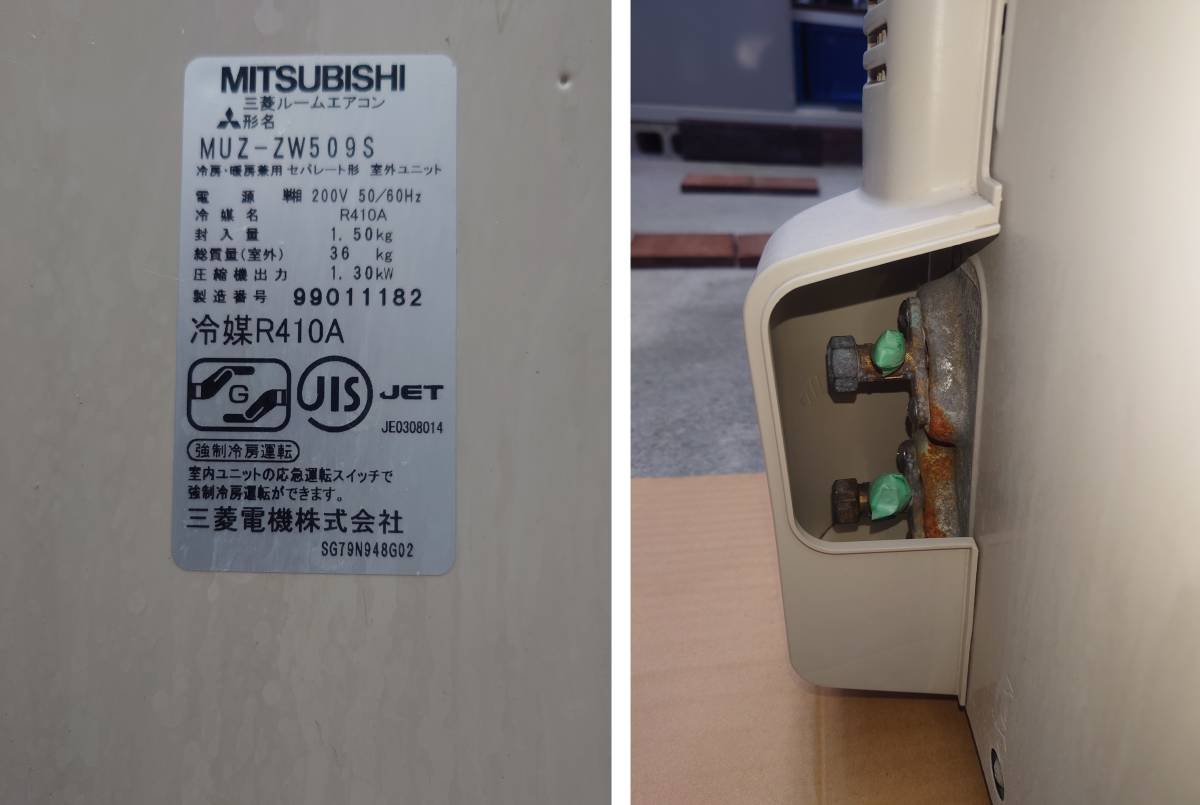 MITSUBISHI
三菱ルームエアコン
形名
MUZ-ZW509S
冷房・暖房兼用 セパレート形 室外ユニット
電源 単相 200V 50/60Hz
冷媒名 R410A
封入量 1.50kg
総質量(室外) 36 kg
圧縮機出力 1.30kW
製造番号 99011182
冷媒R410A
G
JIS
JET
JE0308014
強制冷房運転
室内ユニットの応急運転スイッチで
強制冷房運転ができます。
三菱電機株式会社
SG79N948G02